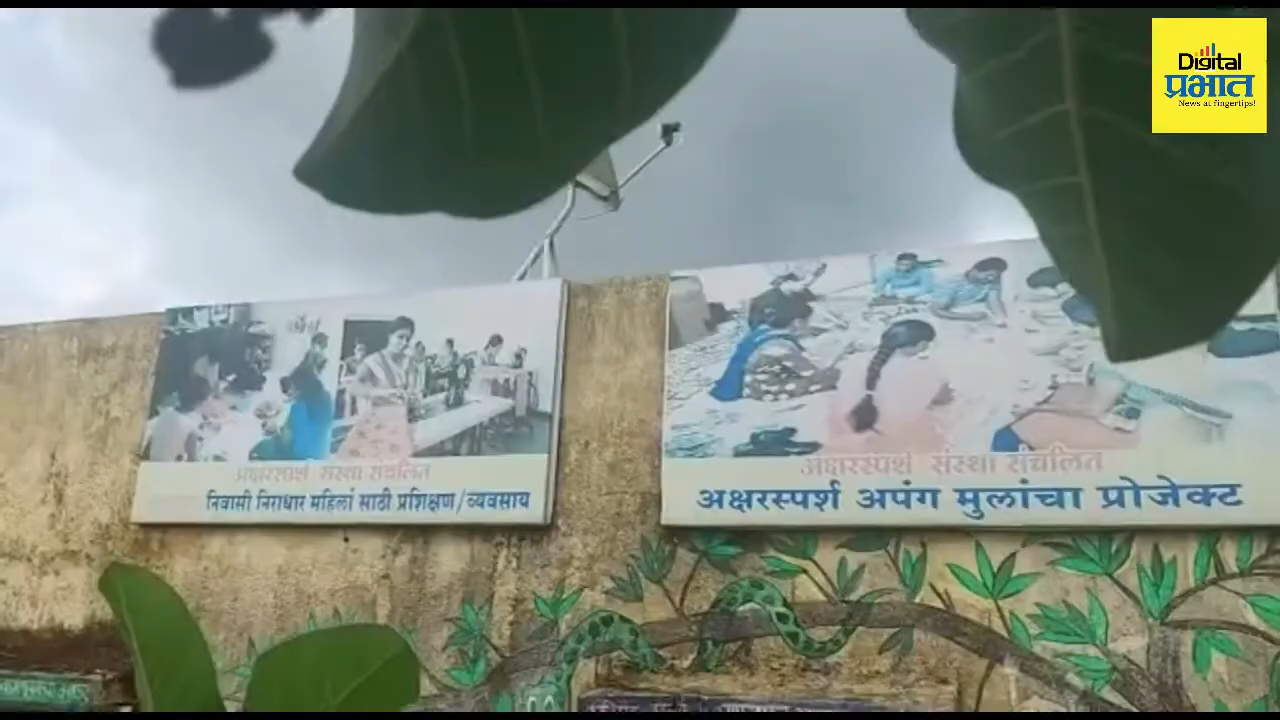 Digital
प्रभात
News at fingertips!
अक्षरस्पर्श संस्था संचलित
निवासी निराधार महिलां साठी प्रशिक्षण/व्यवसाय
अक्षरस्पर्श संस्था संचलित
अक्षरस्पर्श अपंग मुलांचा प्रोजेक्ट